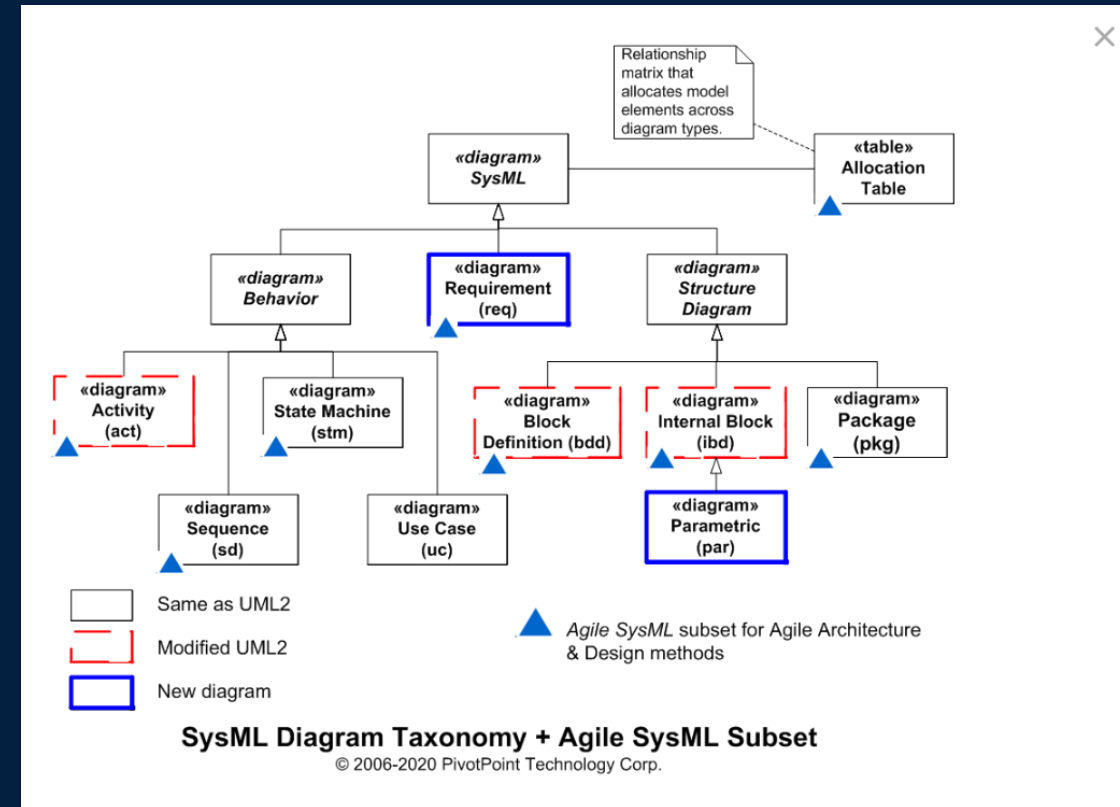 Relationship
matrix that
allocates model
elements across
diagram types.
«diagram»
SysML
«table»
Allocation
Table
«diagram»
Behavior
«diagram»
Requirement
(req)
«diagram»
Structure
Diagram
«diagram»
Activity
(act)
«diagram»
State Machine
(stm)
«diagram»
Block
Definition (bdd)
«diagram»
Internal Block
(ibd)
«diagram»
Package
(pkg)
«diagram»
Sequence
(sd)
«diagram»
Use Case
(uc)
«diagram»
Parametric
(par)
Same as UML2
Modified UML2
New diagram
Agile SysML subset for Agile Architecture
& Design methods
SysML Diagram Taxonomy + Agile SysML Subset
© 2006-2020 PivotPoint Technology Corp.